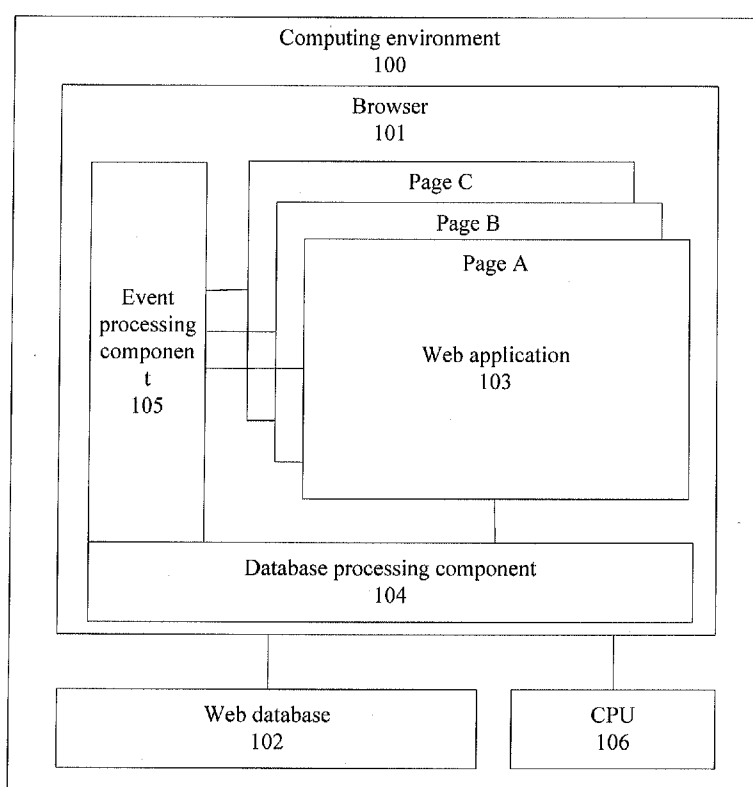 Computing environment
100
Browser
101
Page C
Page B
Page A
Event
processing
componen
t
105
Web application
103
Database processing component
104
Web database
102
CPU
106